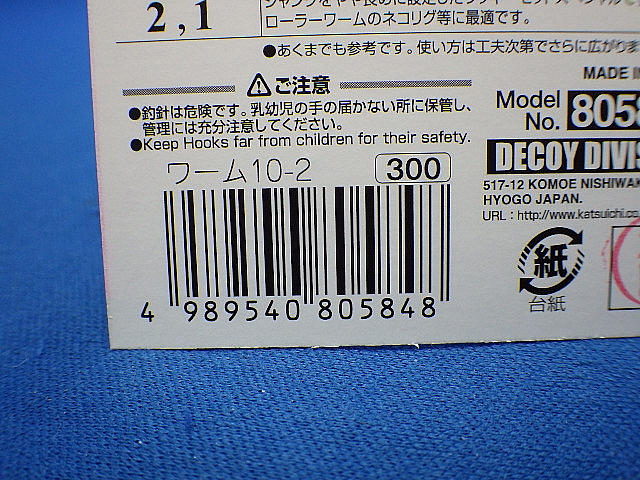 2,1
ローラーワームのネコリグ等に最適です。
●あくまでも参考です。使い方は工夫次第でさらに広がりま
ご注意
●釣針は危険です。乳幼児の手の届かない所に保管し、
管理には充分注意してください。
●Keep Hooks far from children for their safety.
ワーム10-2 300
4 989540 805848
MADE I
Model No. 8058
DECOY DIVIS
517-12 KOMOE NISHIWAK
HYOGO JAPAN.
URL : http://www.katsuichi.co
紙
台紙